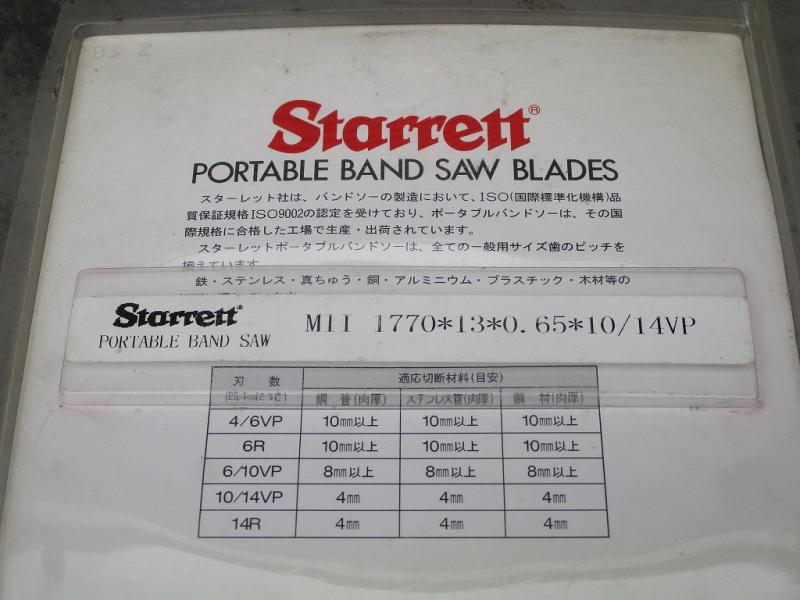 BS 2
Starrett®
PORTABLE BAND SAW BLADES
スターレット社は、バンドソーの製造において、ISO(国際標準化機構)品
質保証規格ISO9002の認定を受けており、ポータブルバンドソーは、その国
際規格に合格した工場で生産・出荷されています。
スターレットポータブルバンドソーは、全ての一般用サイズ歯のピッチを
揃えています。
鉄・ステンレス・真ちゅう・銅・アルミニウム・プラスチック・木材等の
Starrett®
PORTABLE BAND SAW
MII 1770*13*0.65*10/14VP
刃 数 適応切断材料(目安)
鋼 管(肉厚) ステンレス管(肉厚) 鋼 材(肉厚)
4/6VP 10mm以上 10mm以上 10mm以上
6R 10mm以上 10mm以上 10mm以上
6/10VP 8mm以上 8mm以上 8mm以上
10/14VP 4mm 4mm 4mm
14R 4mm 4mm 4mm